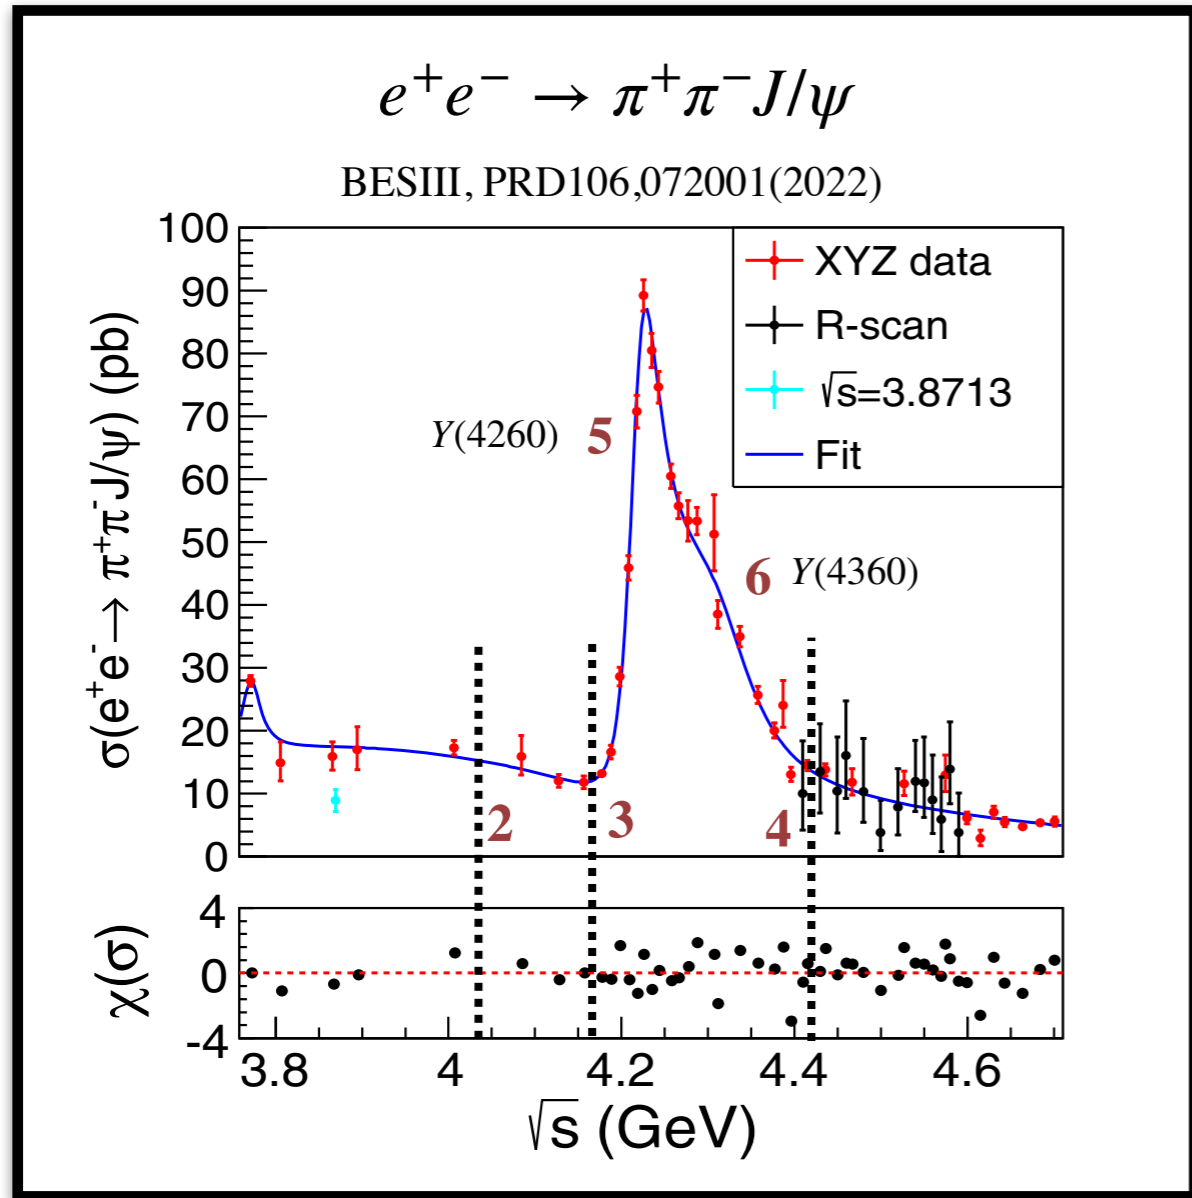 e⁺e⁻ → π⁺π⁻J/ψ
BESIII, PRD106,072001(2022)
σ(e⁺e⁻→ π⁺π⁻J/ψ) (pb)
100
90
80
70
60
50
40
30
20
10
0
XYZ data
R-scan
√s=3.8713
Fit
Y(4260) 5
6 Y(4360)
2 3 4
χ(σ)
4
0
-4
3.8 4 4.2 4.4 4.6
√s (GeV)